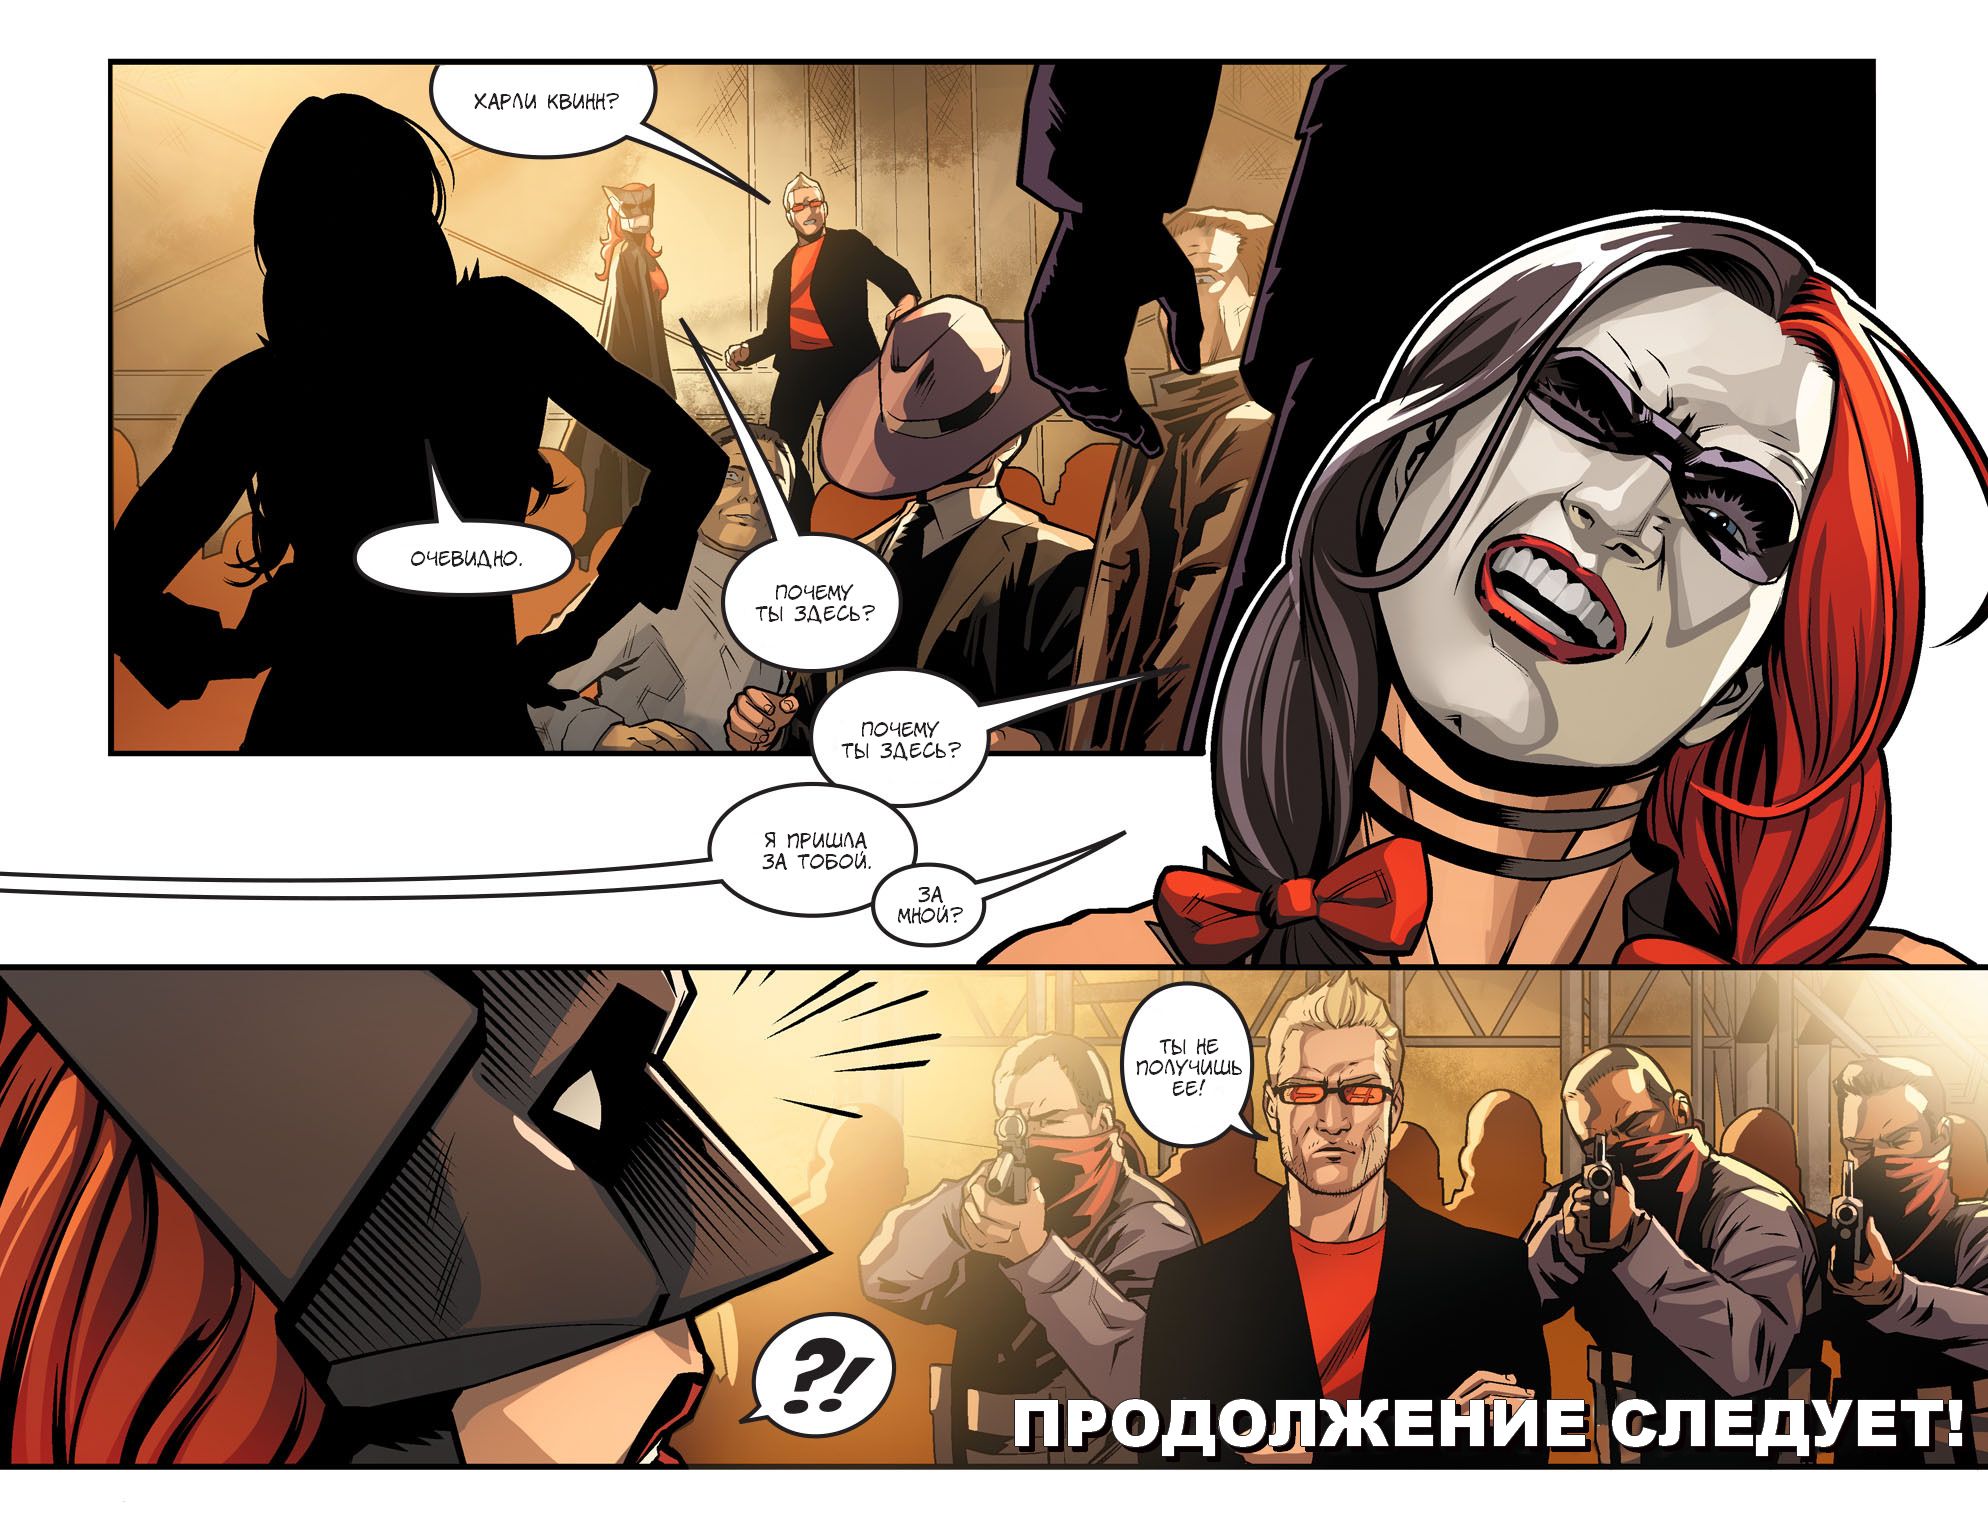 ХАРЛИ КВИНН?
ОЧЕВИДНО.
ПОЧЕМУ
ТЫ ЗДЕСЬ?
ПОЧЕМУ
ТЫ ЗДЕСЬ?
Я ПРИШЛА
ЗА ТОБОЙ.
ЗА
МНОЙ?
ТЫ НЕ
ПОЛУЧИШЬ
ЕЕ!
?!
ПРОДОЛЖЕНИЕ СЛЕДУЕТ!